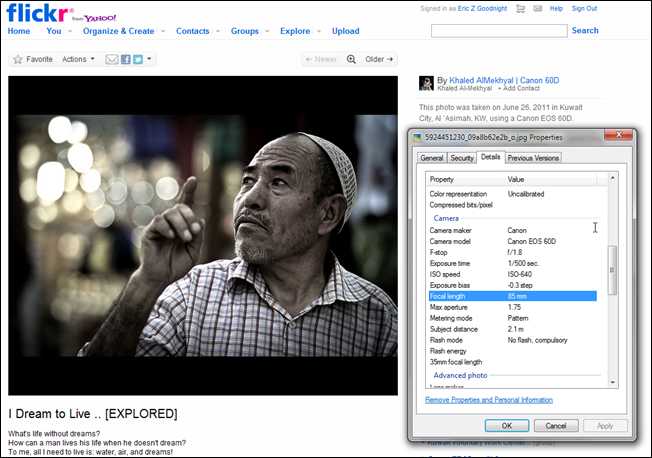 flickr from YAHOO!
Signed in as Eric Z Goodnight Help Sign Out
Home You Organize & Create Contacts Groups Explore Upload Search
Favorite Actions Newer Older
By Khaled AlMekhyal | Canon 60D
Khaled Al-Mekhyal + Add Contact
This photo was taken on June 26, 2011 in Kuwait
City, Al 'Asimah, KW, using a Canon EOS 60D.
5924451230_09a8b62e2b_o.jpg Properties
General Security Details Previous Versions
Property Value
Color representation Uncalibrated
Compressed bits/pixel
Camera
Camera maker Canon
Camera model Canon EOS 60D
F-stop f/1.8
Exposure time 1/500 sec.
ISO speed ISO-640
Exposure bias -0.3 step
Focal length 85 mm
Max aperture 1.75
Metering mode Pattern
Subject distance 2.1 m
Flash mode No flash, compulsory
Flash energy
35mm focal length
Advanced photo
Remove Properties and Personal Information
OK Cancel Apply
I Dream to Live .. [EXPLORED]
What's life without dreams?
How can a man lives his life when he doesn't dream?
To me, all I need to live is: water, air, and dreams!